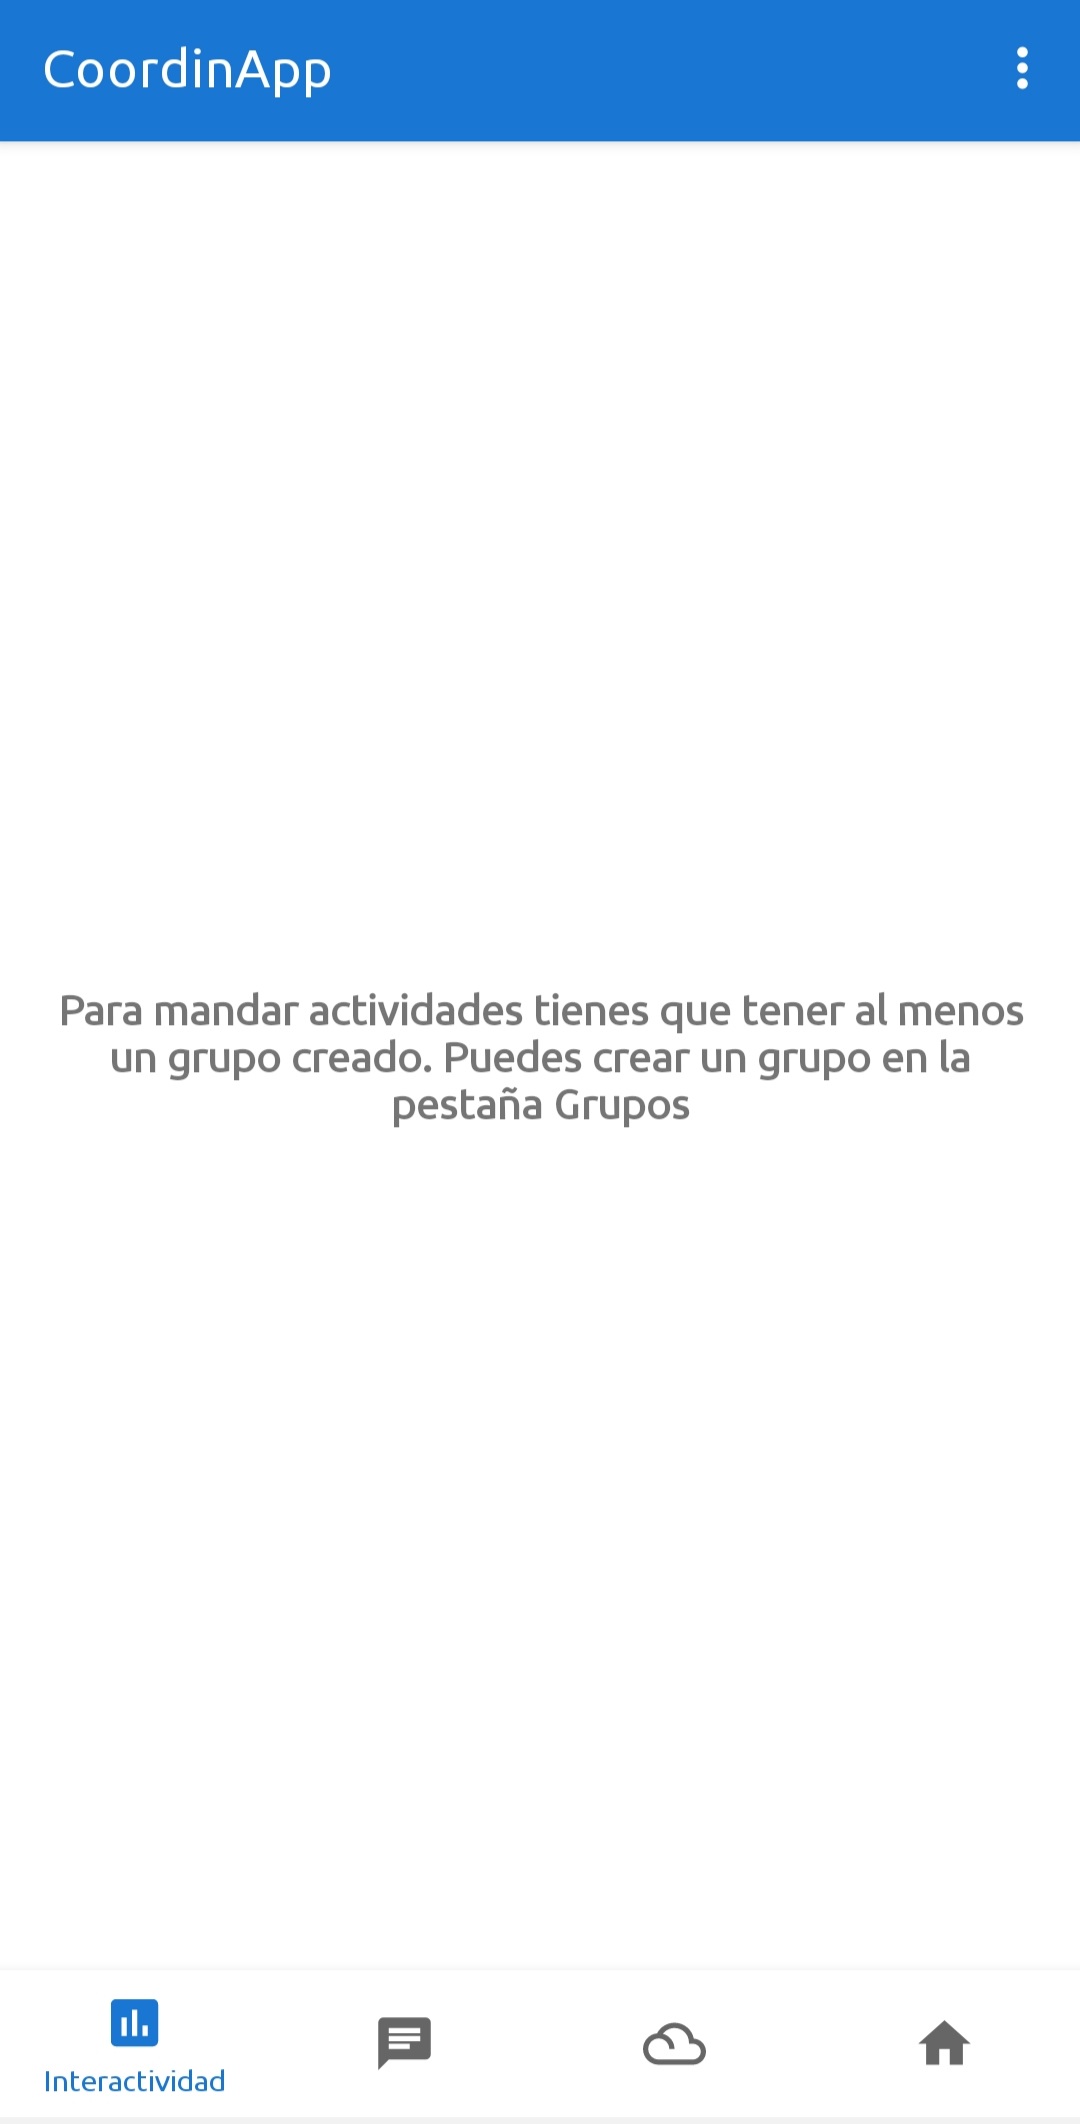 CoordinApp
Para mandar actividades tienes que tener al menos
un grupo creado. Puedes crear un grupo en la
pestaña Grupos
Interactividad